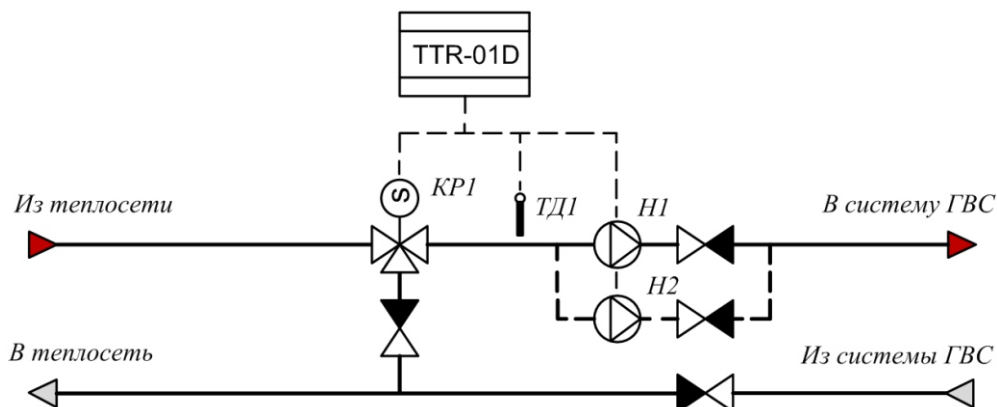 TTR-01D
S
КР1
Из теплосети
ТД1
Н1
В систему ГВС
Н2
В теплосеть
Из системы ГВС